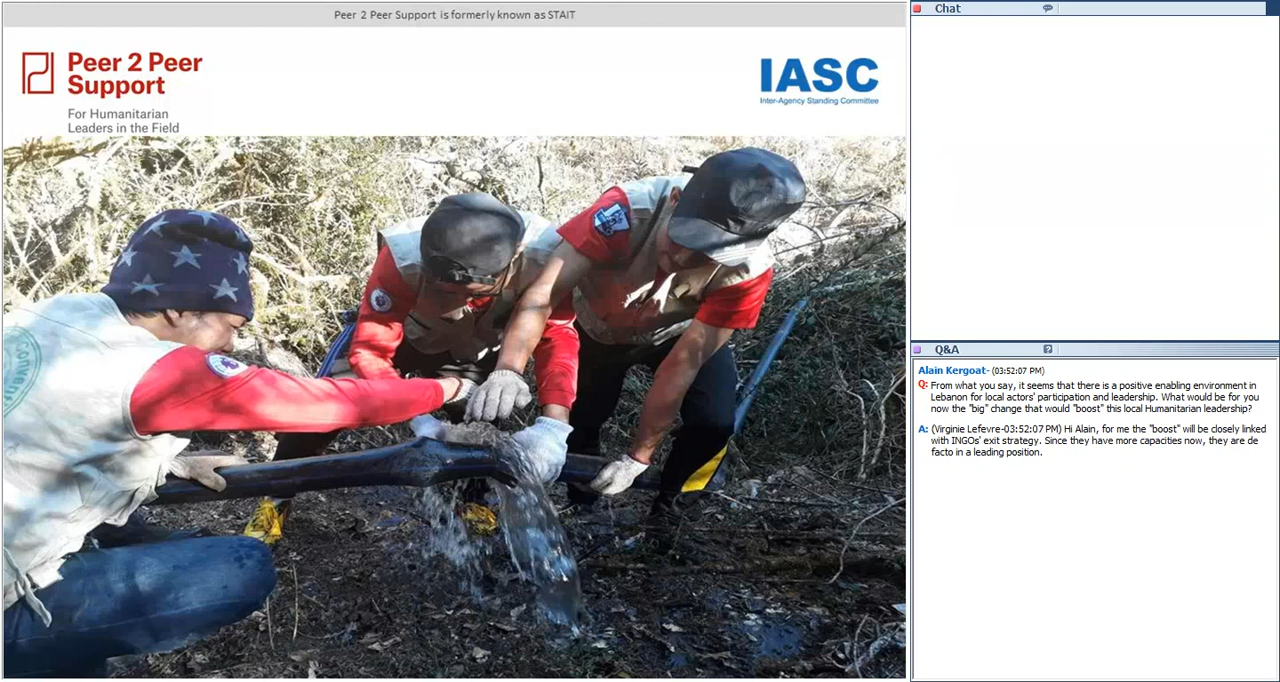 Peer 2 Peer Support is formerly known as STAIT
Peer 2 Peer
Support
For Humanitarian
Leaders in the Field
IASC
Inter-Agency Standing Committee
Chat
Q&A
Alain Kergoat- (03:52:07 PM)
Q: From what you say, it seems that there is a positive enabling environment in
Lebanon for local actors' participation and leadership. What would be for you
now the "big" change that would "boost" this local Humanitarian leadership?
A: (Virginie Lefevre-03:52:07 PM) Hi Alain, for me the "boost" will be closely linked
with INGOs' exit strategy. Since they have more capacities now, they are de
facto in a leading position.